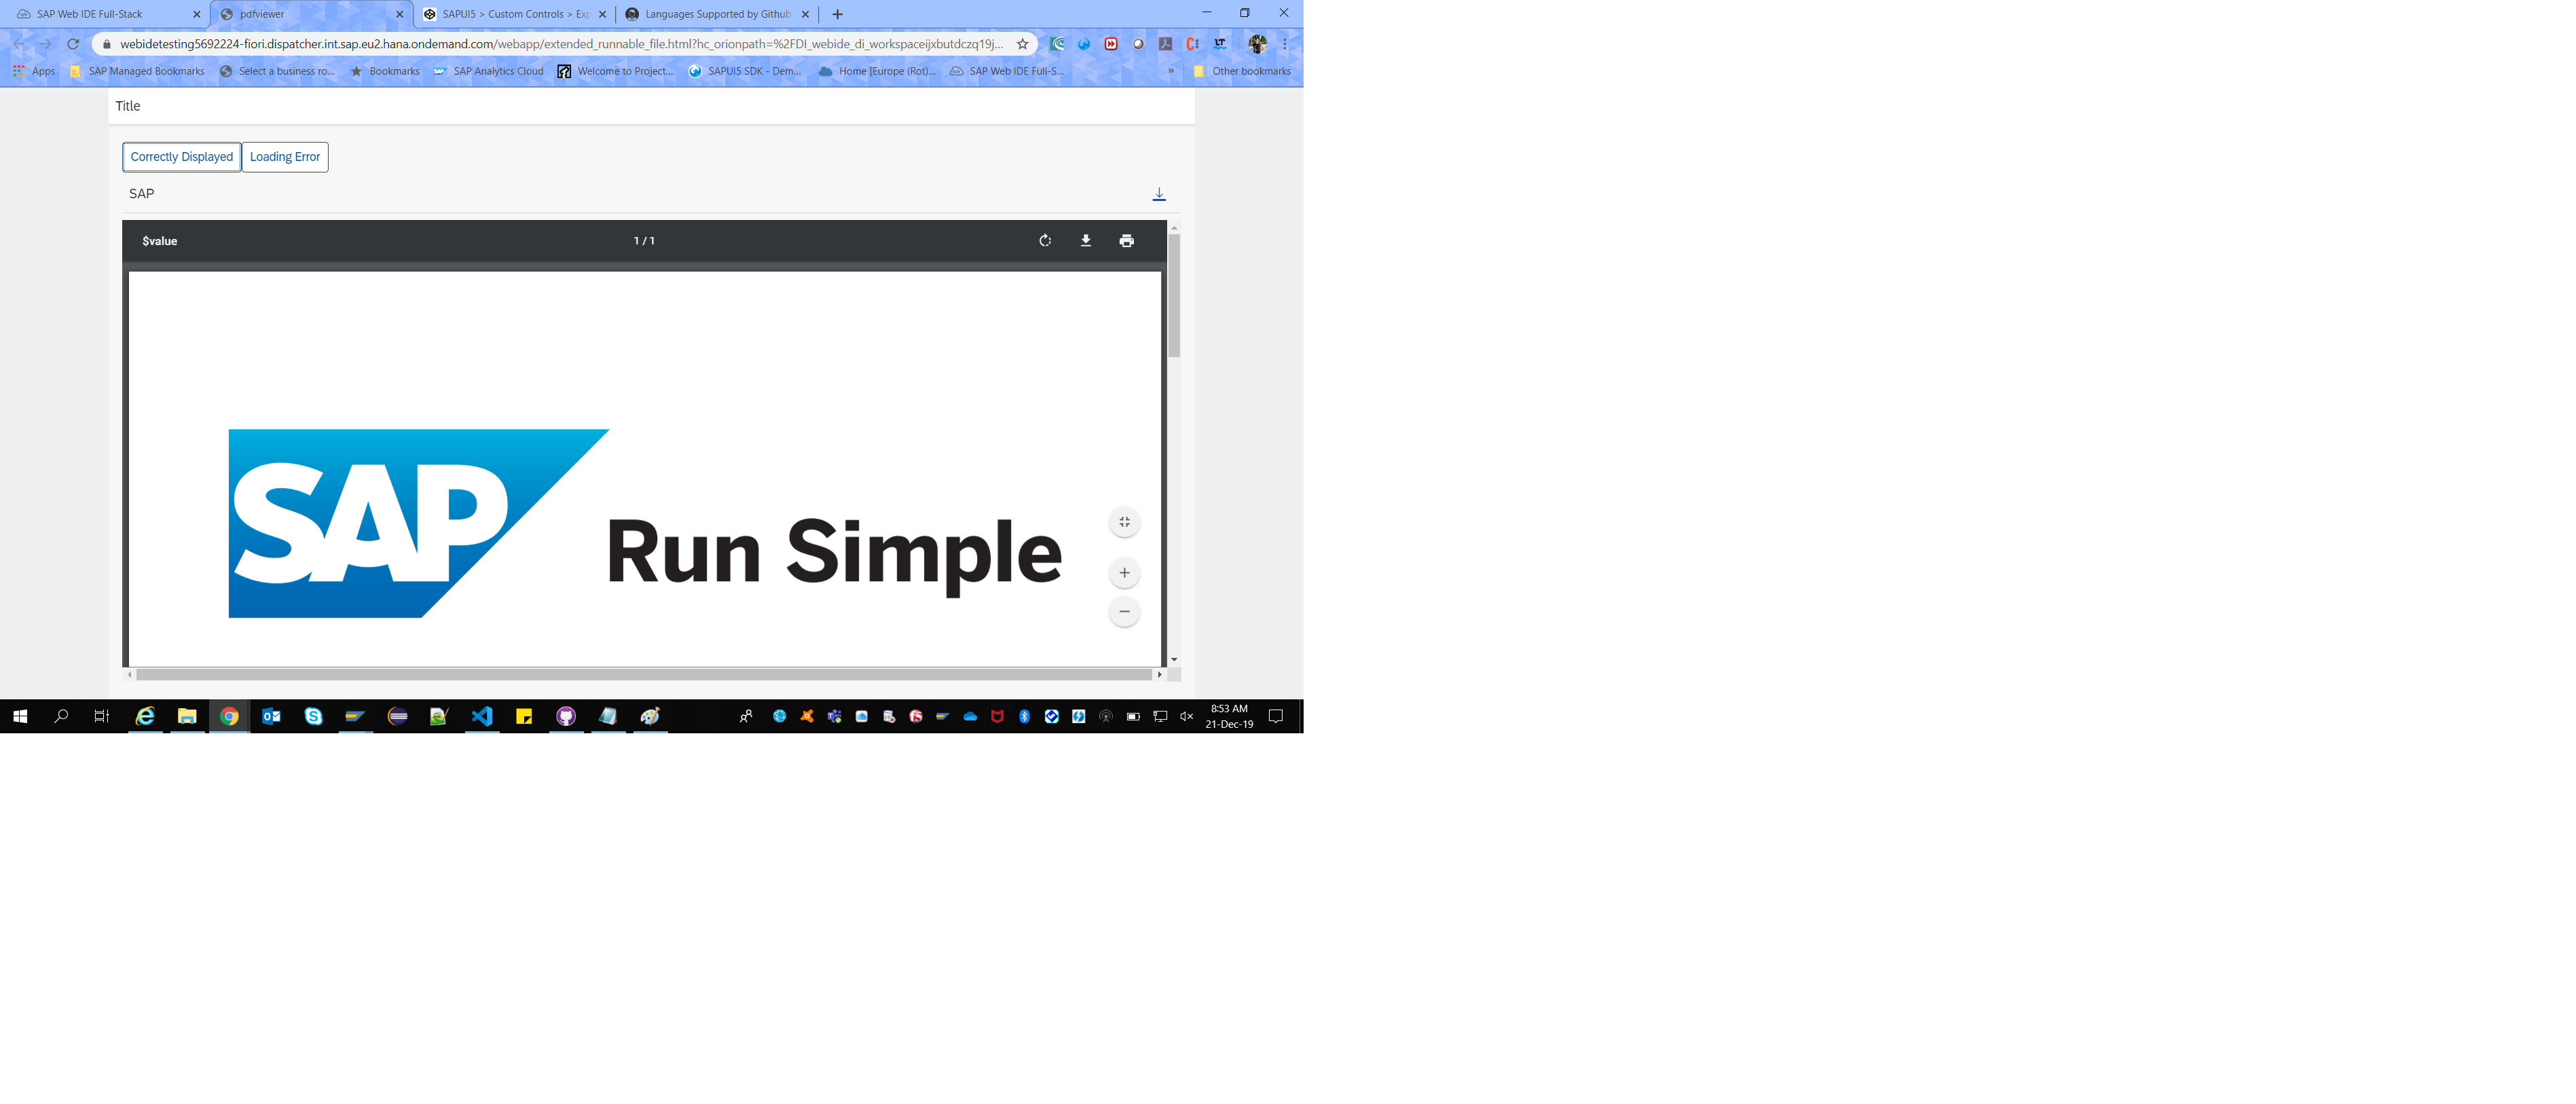 SAP Web IDE Full-Stack
pdfviewer
SAPUI5 > Custom Controls > Exp
Languages Supported by Github
webidetesting5692224-fiori.dispatcher.int.sap.eu2.hana.ondemand.com/webapp/extended_runnable_file.html?hc_orionpath=%2FDI_webide_di_workspaceijxbutdczq19j...
Apps
SAP Managed Bookmarks
Select a business ro...
Bookmarks
SAP Analytics Cloud
Welcome to Project...
SAPUI5 SDK - Dem...
Home [Europe (Rot)...
SAP Web IDE Full-S...
»
Other bookmarks
Title
Correctly Displayed
Loading Error
SAP
$value
1 / 1
SAP
Run Simple
8:53 AM
21-Dec-19